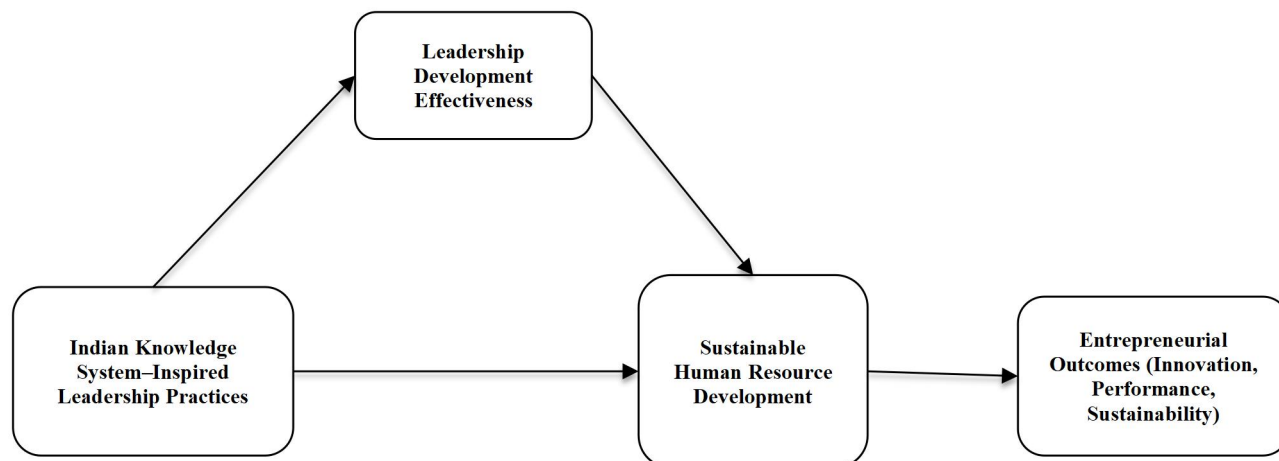 Leadership
Development
Effectiveness
Indian Knowledge
System–Inspired
Leadership Practices
Sustainable
Human Resource
Development
Entrepreneurial
Outcomes (Innovation,
Performance,
Sustainability)